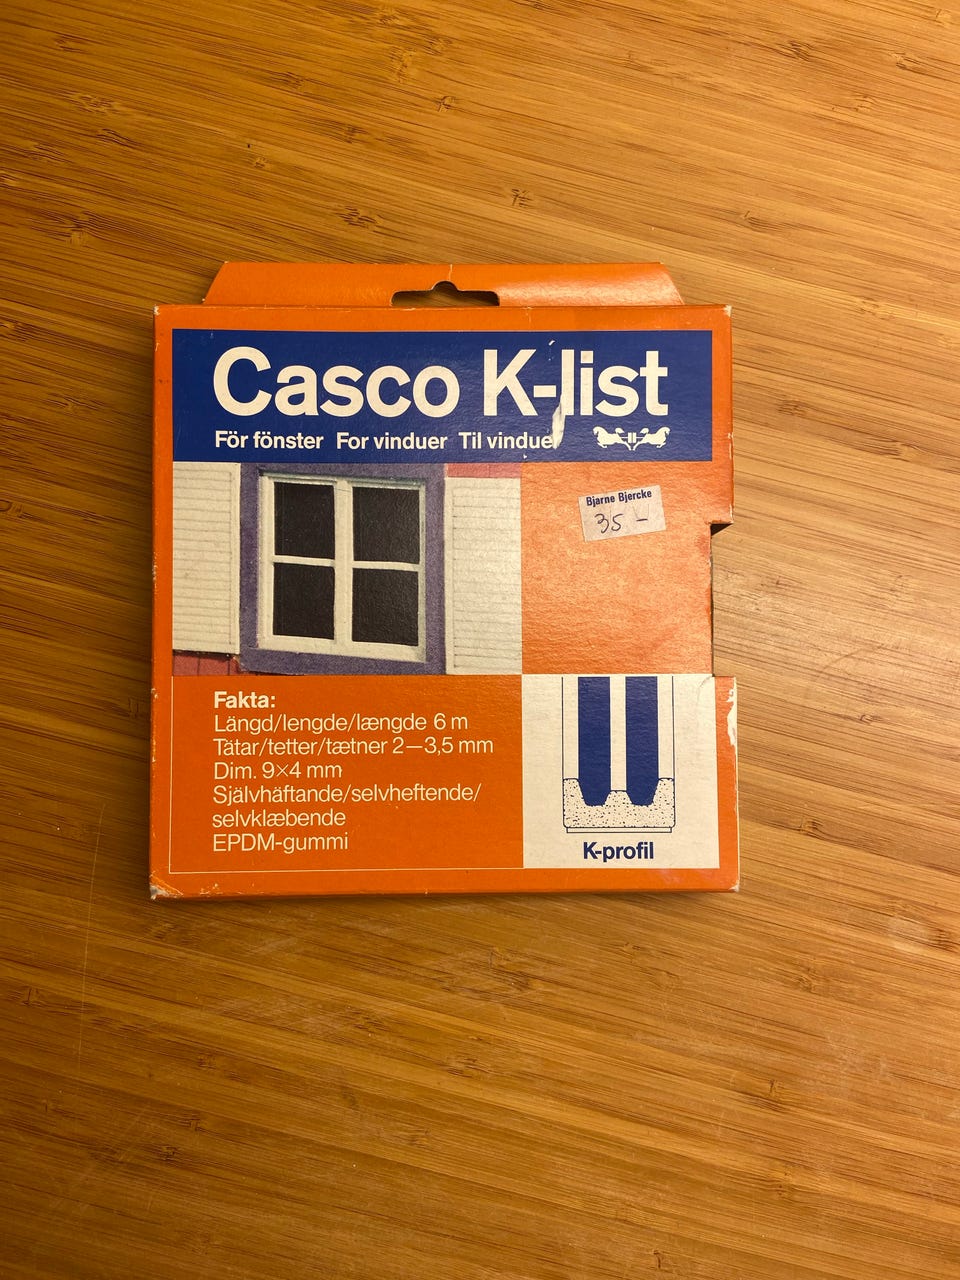 Casco K-list
För fönster For vinduer Til vinduer
Bjarne Bjercke
35 -
Fakta:
Längd/lengde/længde 6 m
Tätar/tetter/tætner 2—3,5 mm
Dim. 9×4 mm
Självhäftande/selvheftende/
selvklæbende
EPDM-gummi
K-profil